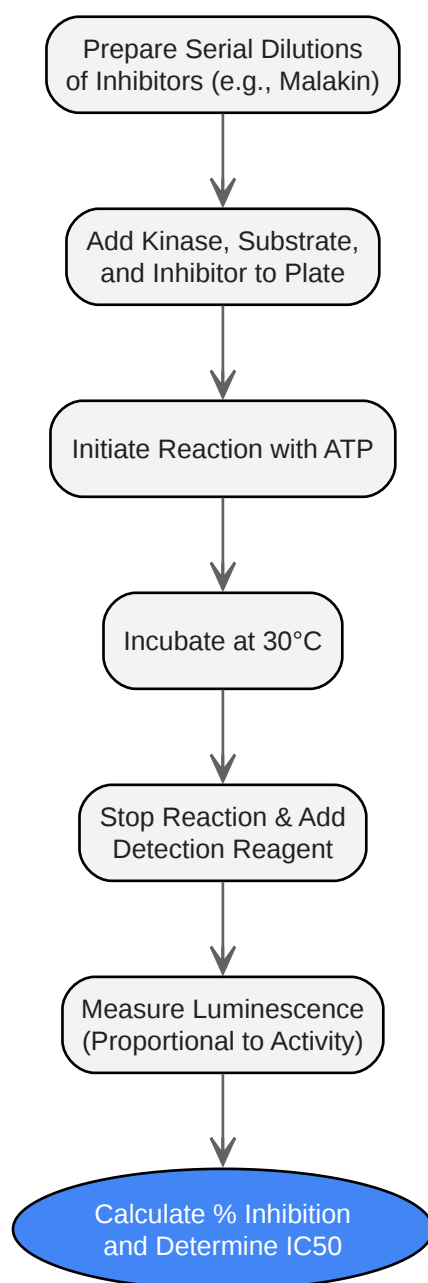 Prepare Serial Dilutions
of Inhibitors (e.g., Malakin)
Add Kinase, Substrate,
and Inhibitor to Plate
Initiate Reaction with ATP
Incubate at 30°C
Stop Reaction & Add
Detection Reagent
Measure Luminescence
(Proportional to Activity)
Calculate % Inhibition
and Determine IC50